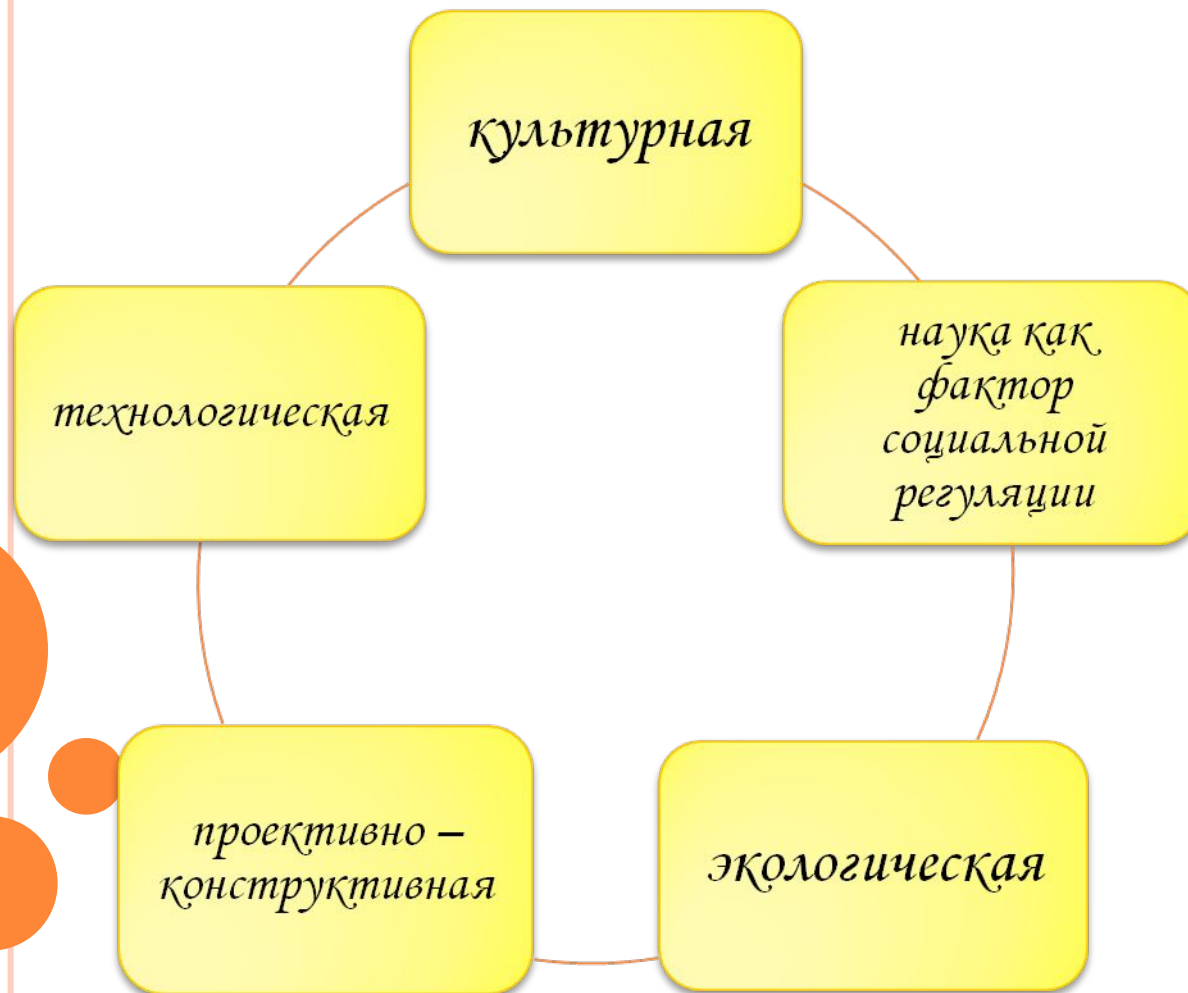 культурная
наука как
фактор
социальной
регуляции
технологическая
проективно –
конструктивная
экологическая